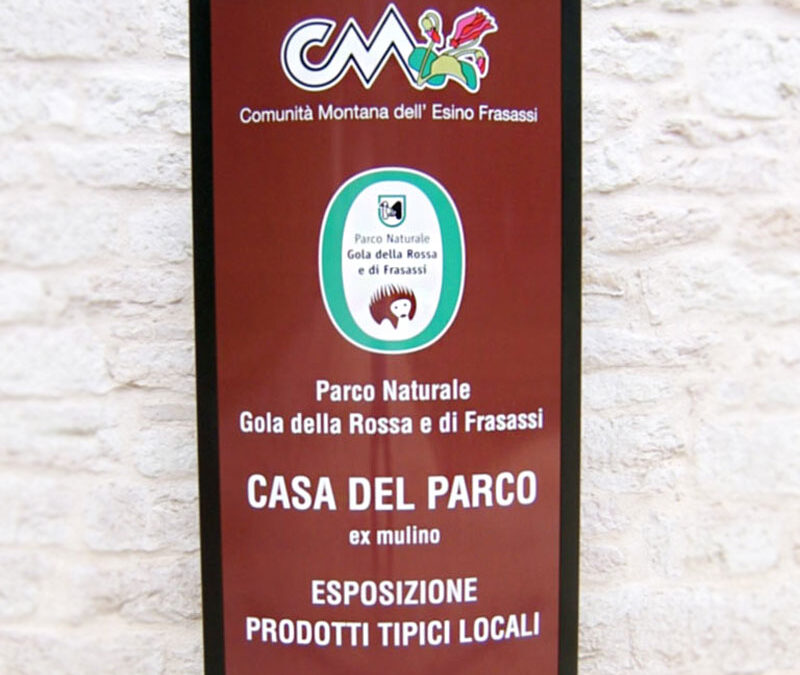 CM
Comunità Montana dell' Esino Frasassi
Parco Naturale
Gola della Rossa
e di Frasassi
Parco Naturale
Gola della Rossa e di Frasassi
CASA DEL PARCO
ex mulino
ESPOSIZIONE
PRODOTTI TIPICI LOCALI